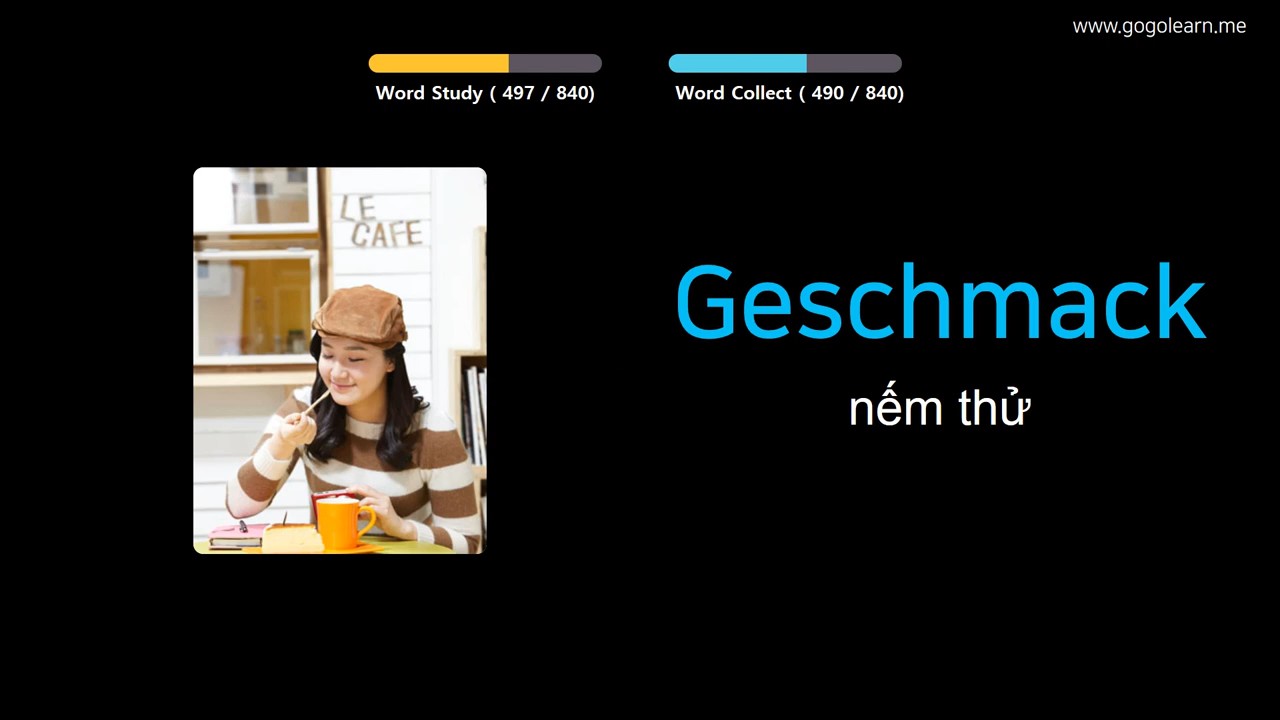 www.gogolearn.me
Word Study ( 497 / 840)
Word Collect ( 490 / 840)
LE
CAFE
Geschmack
nếm thử